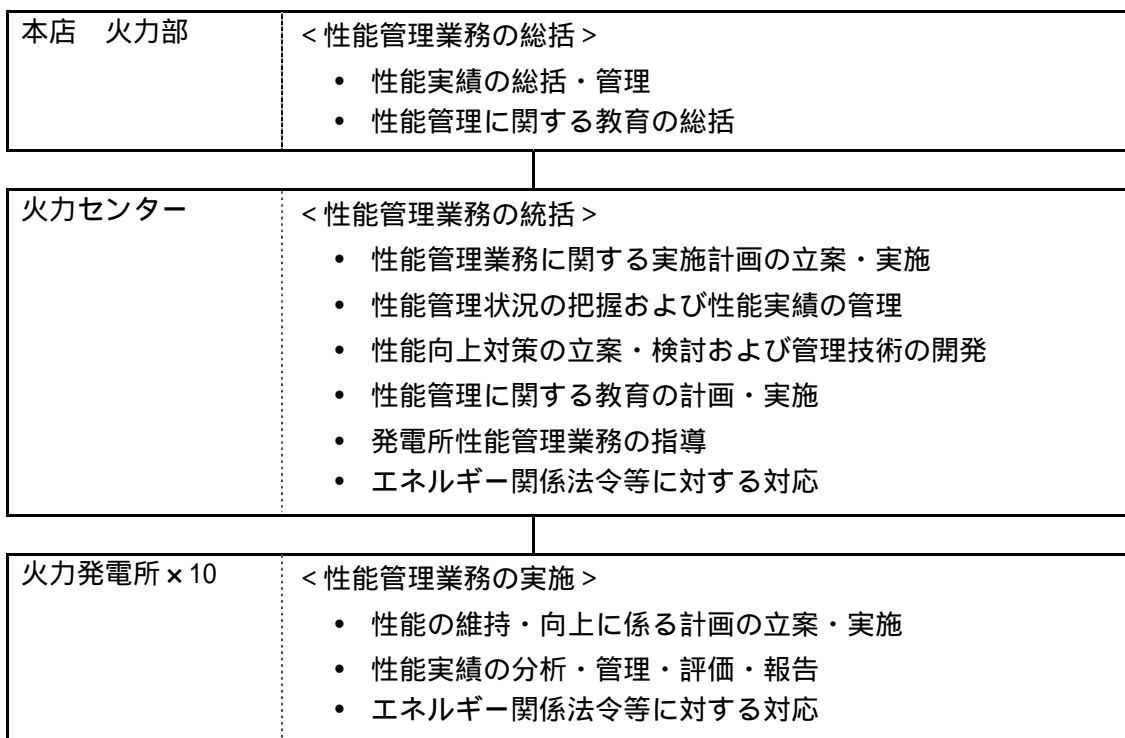 本店　火力部
＜性能管理業務の総括＞
• 性能実績の総括・管理
• 性能管理に関する教育の総括
火力センター
＜性能管理業務の統括＞
• 性能管理業務に関する実施計画の立案・実施
• 性能管理状況の把握および性能実績の管理
• 性能向上対策の立案・検討および管理技術の開発
• 性能管理に関する教育の計画・実施
• 発電所性能管理業務の指導
• エネルギー関係法令等に対する対応
火力発電所×10
＜性能管理業務の実施＞
• 性能の維持・向上に係る計画の立案・実施
• 性能実績の分析・管理・評価・報告
• エネルギー関係法令等に対する対応